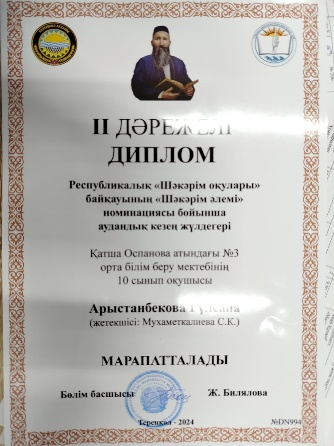 II ДӘРЕЖЕЛІ
ДИПЛОМ
Республикалық «Шәкәрім оқулары»
байқауының «Шәкәрім әлемі»
номинациясы бойынша
аудандық кезең жүлдегері
Қатша Оспанова атындағы №3
орта білім беру мектебінің
10 сынып оқушысы
Арыстанбекова
(жетекшісі: Мухаметкалиева С.К.)
МАРАПАТТАЛАДЫ
Бөлім басшысы Ж. Билялова
Тереңкөл - 2024 №DN994